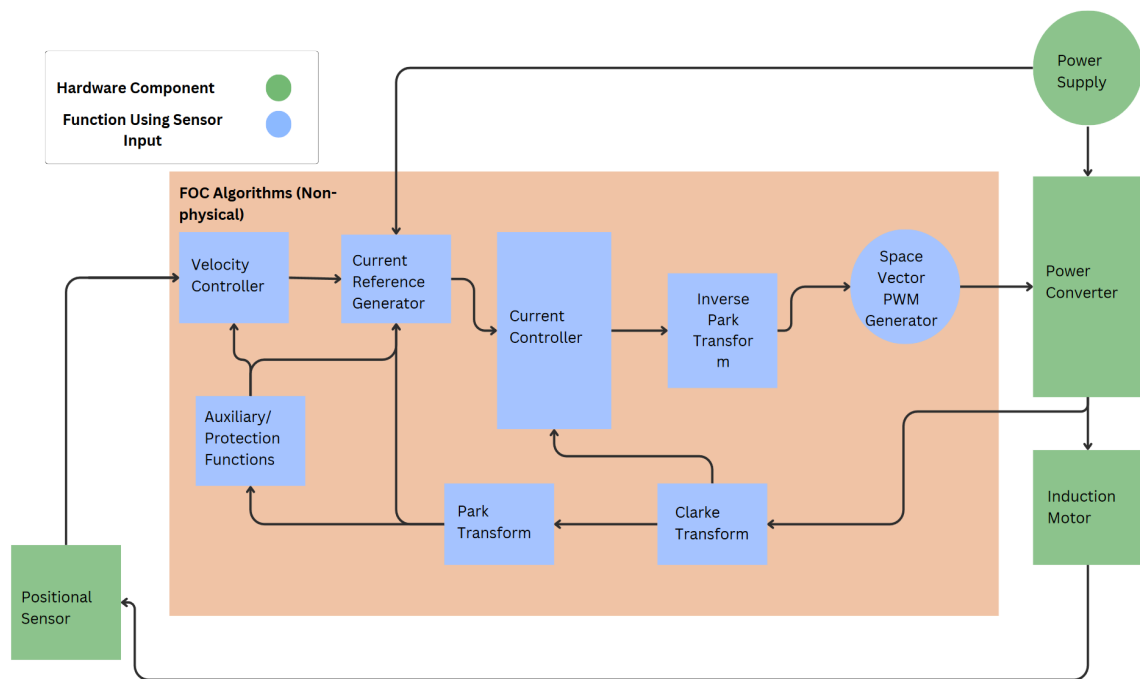 Hardware Component
Function Using Sensor
Input
Power
Supply
FOC Algorithms (Non-
physical)
Velocity
Controller
Current
Reference
Generator
Current
Controller
Inverse
Park
Transfor
m
Space
Vector
PWM
Generator
Power
Converter
Auxiliary/
Protection
Functions
Park
Transform
Clarke
Transform
Induction
Motor
Positional
Sensor